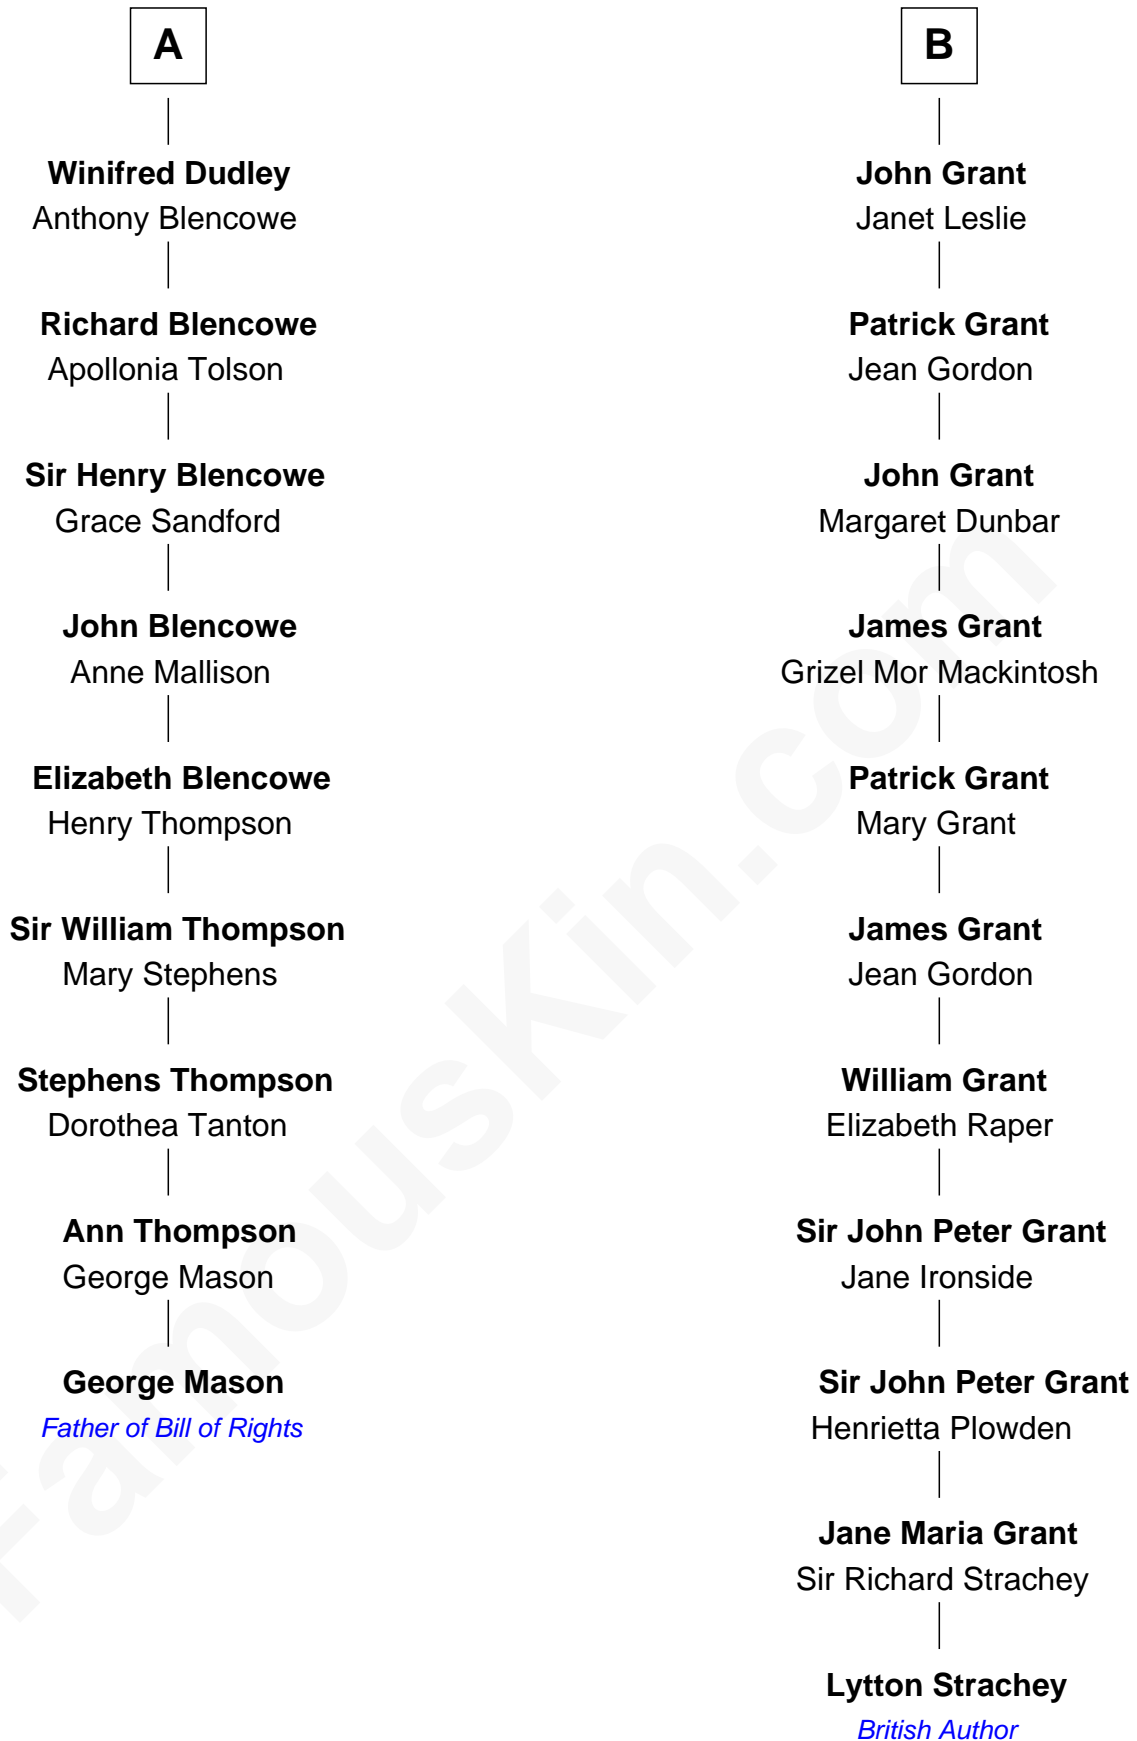 A
Winifred Dudley
Anthony Blencowe
Richard Blencowe
Apollonia Tolson
Sir Henry Blencowe
Grace Sandford
John Blencowe
Anne Mallison
Elizabeth Blencowe
Henry Thompson
Sir William Thompson
Mary Stephens
Stephens Thompson
Dorothea Tanton
Ann Thompson
George Mason
George Mason
Father of Bill of Rights
B
John Grant
Janet Leslie
Patrick Grant
Jean Gordon
John Grant
Margaret Dunbar
James Grant
Grizel Mor Mackintosh
Patrick Grant
Mary Grant
James Grant
Jean Gordon
William Grant
Elizabeth Raper
Sir John Peter Grant
Jane Ironside
Sir John Peter Grant
Henrietta Plowden
Jane Maria Grant
Sir Richard Strachey
Lytton Strachey
British Author
FamousKin.com